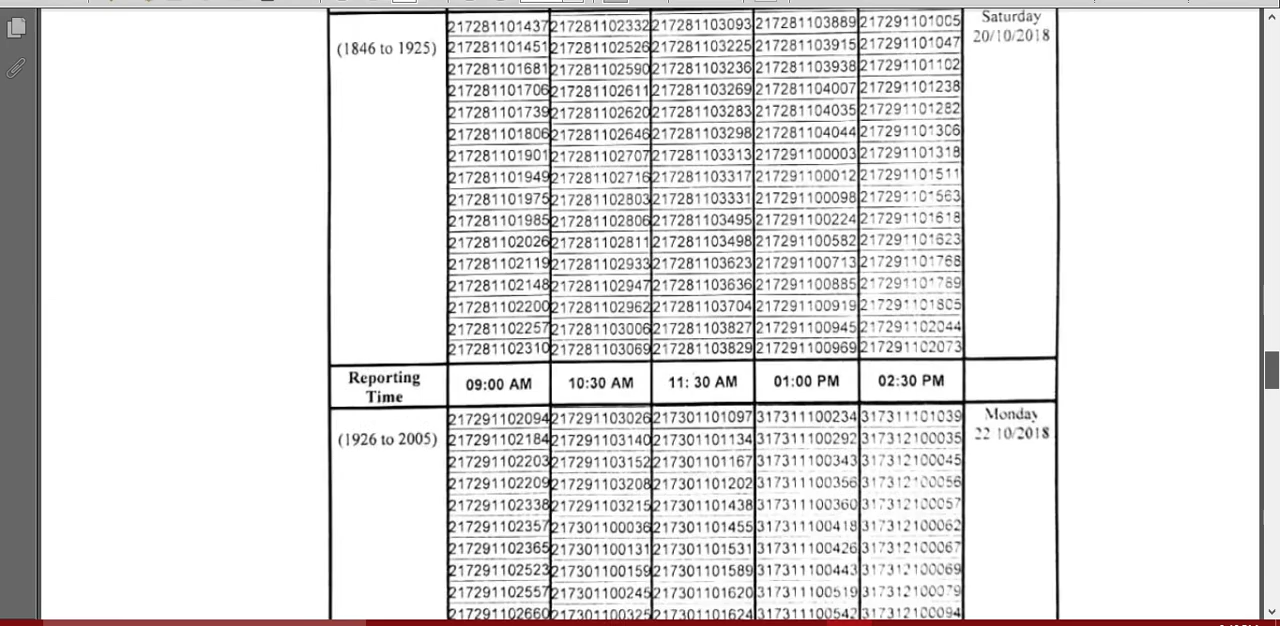 217281101437 217281102332 217281103093 217281103889 217291101005 Saturday
(1846 to 1925) 217281101451 217281102526 217281103225 217281103915 217291101047 20/10/2018
217281101681 217281102590 217281103236 217281103938 217291101102
217281101706 217281102611 217281103269 217281104007 217291101238
217281101739 217281102620 217281103283 217281104035 217291101282
217281101806 217281102646 217281103298 217281104044 217291101306
217281101901 217281102707 217281103313 217291100003 217291101318
217281101949 217281102716 217281103317 217291100012 217291101511
217281101975 217281102803 217281103331 217291100098 217291101563
217281101985 217281102806 217281103495 217291100224 217291101618
217281102026 217281102811 217281103498 217291100582 217291101623
217281102119 217281102933 217281103623 217291100713 217291101768
217281102148 217281102947 217281103636 217291100885 217291101789
217281102200 217281102962 217281103704 217291100919 217291101805
217281102257 217281103006 217281103827 217291100945 217291102044
217281102310 217281103069 217281103829 217291100969 217291102073
Reporting Time 09:00 AM 10:30 AM 11: 30 AM 01:00 PM 02:30 PM
217291102094 217291103026 217301101097 317311100234 317311101039 Monday
(1926 to 2005) 217291102184 217291103140 217301101134 317311100292 317312100035 22 10/2018
217291102203 217291103152 217301101167 317311100343 317312100045
217291102209 217291103208 217301101202 317311100356 317312100056
217291102338 217291103215 217301101438 317311100360 317312100057
217291102357 217301100036 217301101455 317311100418 317312100062
217291102365 217301100131 217301101531 317311100426 317312100067
217291102523 217301100159 217301101589 317311100443 317312100069
217291102557 217301100245 217301101620 317311100519 317312100079
217291102660 217301100325 217301101624 317311100542 317312100094